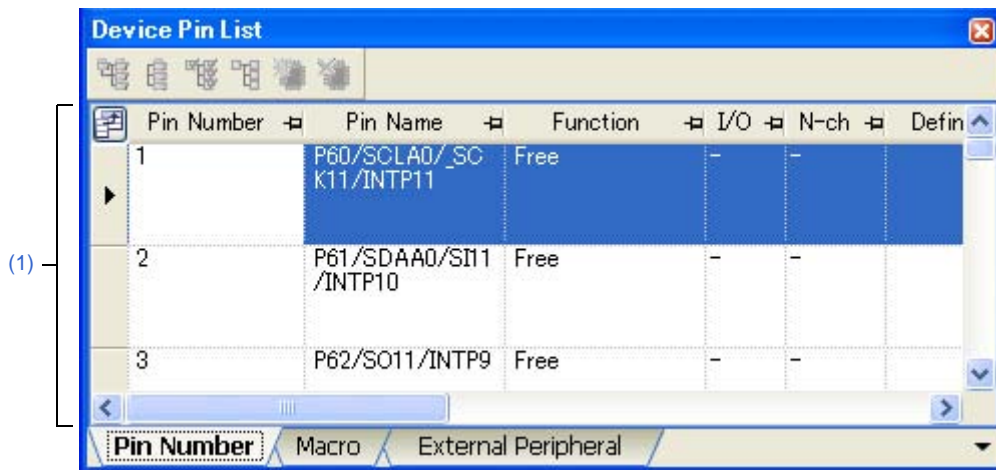 Device Pin List
Pin Number Pin Name Function I/O N-ch Defin
1 P60/SCLA0/_SC Free - -
K11/INTP11
(1)
2 P61/SDAA0/SI11 Free - -
/INTP10
3 P62/SO11/INTP9 Free - -
Pin Number Macro External Peripheral